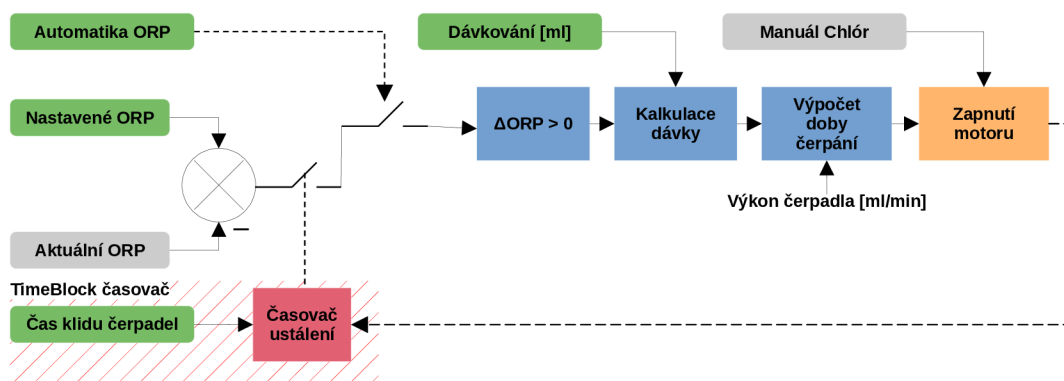 Automatika ORP
Dávkování [ml]
Manuál Chlór
Nastavené ORP
ΔORP > 0
Kalkulace
dávky
Výpočet
doby
čerpání
Zapnutí
motoru
Výkon čerpadla [ml/min]
Aktuální ORP
TimeBlock časovač
Čas klidu čerpadel
Časovač
ustálení